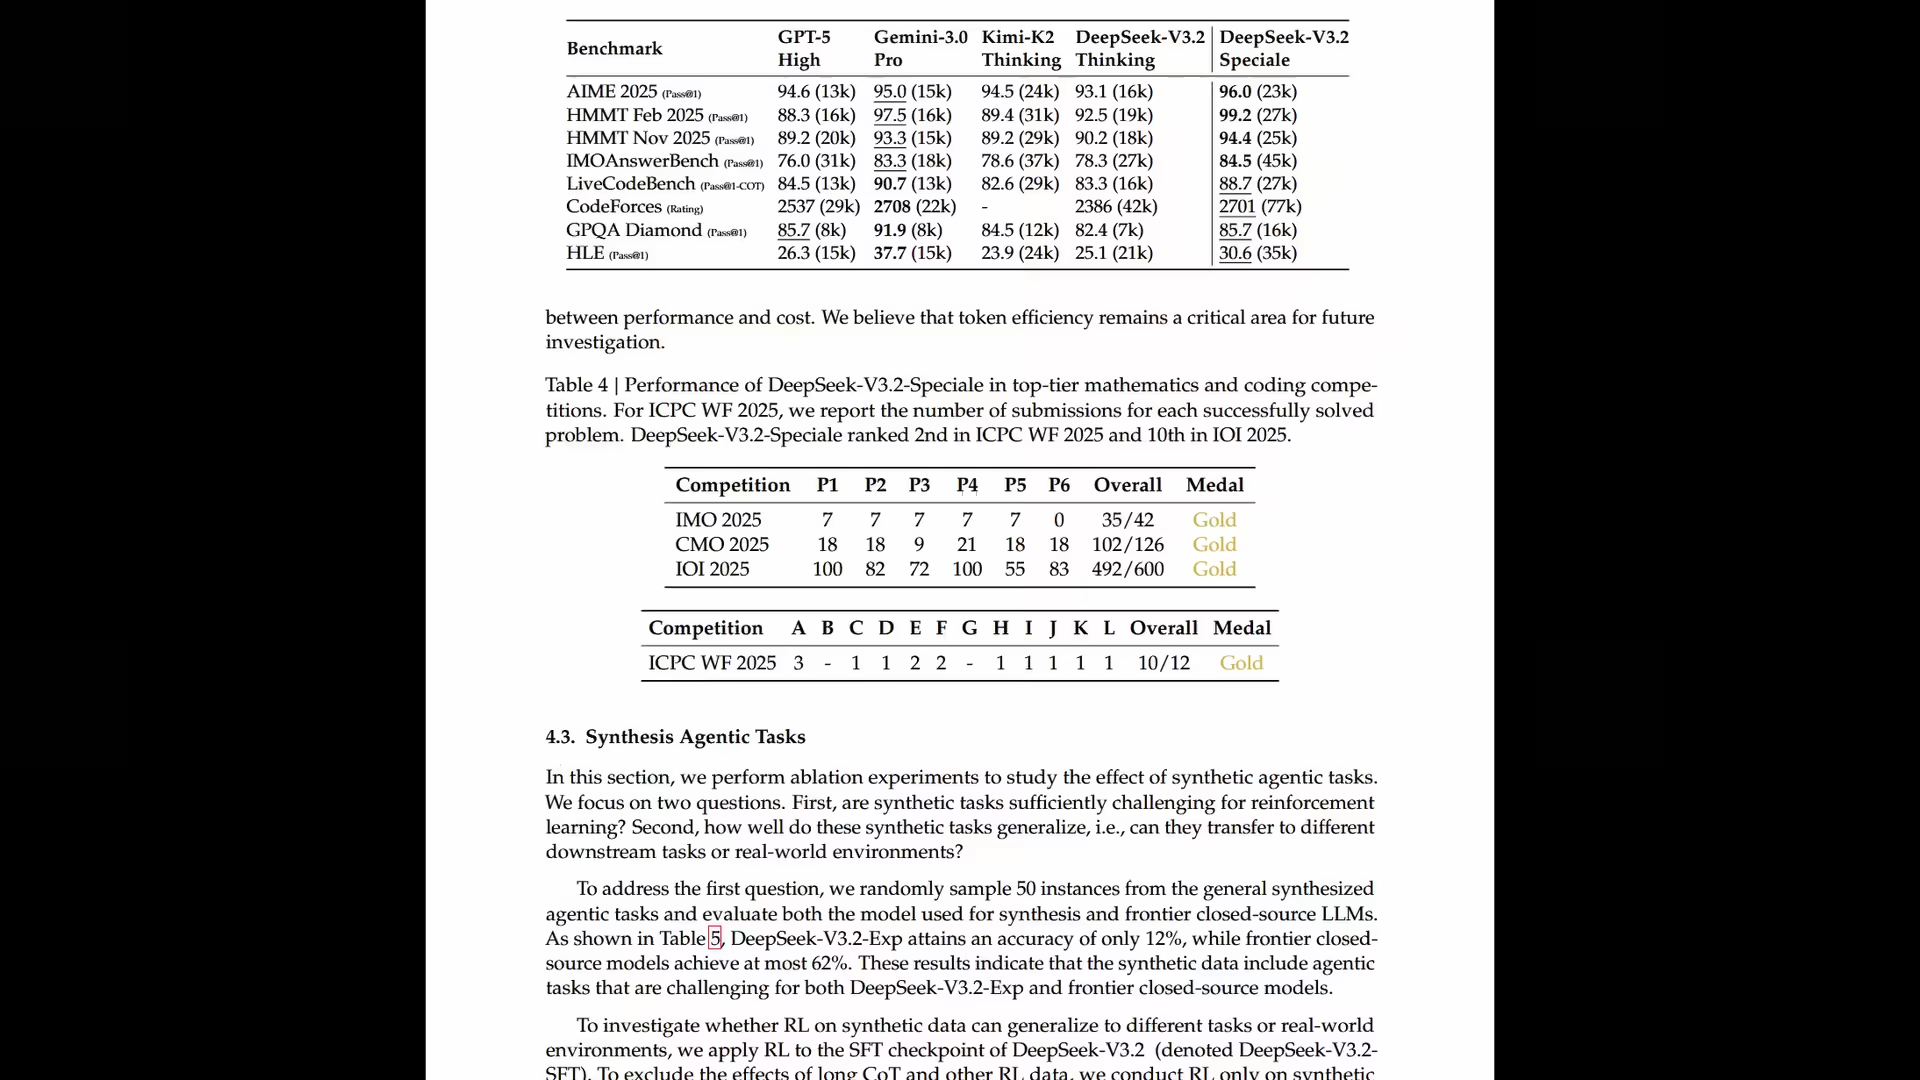 Benchmark GPT-5 High Gemini-3.0 Pro Kimi-K2 Thinking DeepSeek-V3.2 Thinking DeepSeek-V3.2 Speciale
AIME 2025 (Pass@1) 94.6 (13k) 95.0 (15k) 94.5 (24k) 93.1 (16k) 96.0 (23k)
HMMT Feb 2025 (Pass@1) 88.3 (16k) 97.5 (16k) 89.4 (31k) 92.5 (19k) 99.2 (27k)
HMMT Nov 2025 (Pass@1) 89.2 (20k) 93.3 (15k) 89.2 (29k) 90.2 (18k) 94.4 (25k)
IMOAnswerBench (Pass@1) 76.0 (31k) 83.3 (18k) 78.6 (37k) 78.3 (27k) 84.5 (45k)
LiveCodeBench (Pass@1-COT) 84.5 (13k) 90.7 (13k) 82.6 (29k) 83.3 (16k) 88.7 (27k)
CodeForces (Rating) 2537 (29k) 2708 (22k) - 2386 (42k) 2701 (77k)
GPQA Diamond (Pass@1) 85.7 (8k) 91.9 (8k) 84.5 (12k) 82.4 (7k) 85.7 (16k)
HLE (Pass@1) 26.3 (15k) 37.7 (15k) 23.9 (24k) 25.1 (21k) 30.6 (35k)
between performance and cost. We believe that token efficiency remains a critical area for future
investigation.
Table 4 | Performance of DeepSeek-V3.2-Speciale in top-tier mathematics and coding compe-
titions. For ICPC WF 2025, we report the number of submissions for each successfully solved
problem. DeepSeek-V3.2-Speciale ranked 2nd in ICPC WF 2025 and 10th in IOI 2025.
Competition P1 P2 P3 P4 P5 P6 Overall Medal
IMO 2025 7 7 7 7 7 0 35/42 Gold
CMO 2025 18 18 9 21 18 18 102/126 Gold
IOI 2025 100 82 72 100 55 83 492/600 Gold
Competition A B C D E F G H I J K L Overall Medal
ICPC WF 2025 3 - 1 1 2 2 - 1 1 1 1 1 10/12 Gold
4.3. Synthesis Agentic Tasks
In this section, we perform ablation experiments to study the effect of synthetic agentic tasks.
We focus on two questions. First, are synthetic tasks sufficiently challenging for reinforcement
learning? Second, how well do these synthetic tasks generalize, i.e., can they transfer to different
downstream tasks or real-world environments?
To address the first question, we randomly sample 50 instances from the general synthesized
agentic tasks and evaluate both the model used for synthesis and frontier closed-source LLMs.
As shown in Table 5, DeepSeek-V3.2-Exp attains an accuracy of only 12%, while frontier closed-
source models achieve at most 62%. These results indicate that the synthetic data include agentic
tasks that are challenging for both DeepSeek-V3.2-Exp and frontier closed-source models.
To investigate whether RL on synthetic data can generalize to different tasks or real-world
environments, we apply RL to the SFT checkpoint of DeepSeek-V3.2 (denoted DeepSeek-V3.2-
SFT). To exclude the effects of long CoT and other RL data, we conduct RL only on synthetic